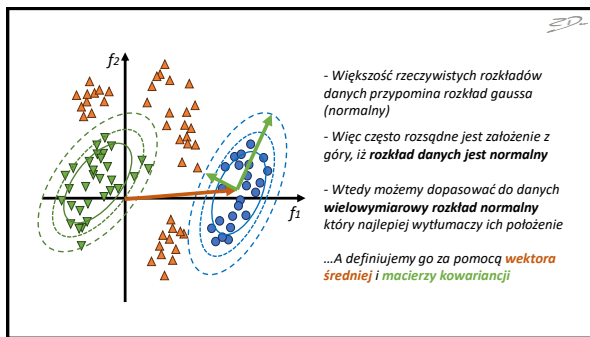 f2
f1
- Większość rzeczywistych rozkładów
danych przypomina rozkład gaussa
(normalny)
- Więc często rozsądne jest założenie z
góry, iż rozkład danych jest normalny
- Wtedy możemy dopasować do danych
wielowymiarowy rozkład normalny
który najlepiej wytłumaczy ich położenie
...A definiujemy go za pomocą wektora
średniej i macierzy kowariancji